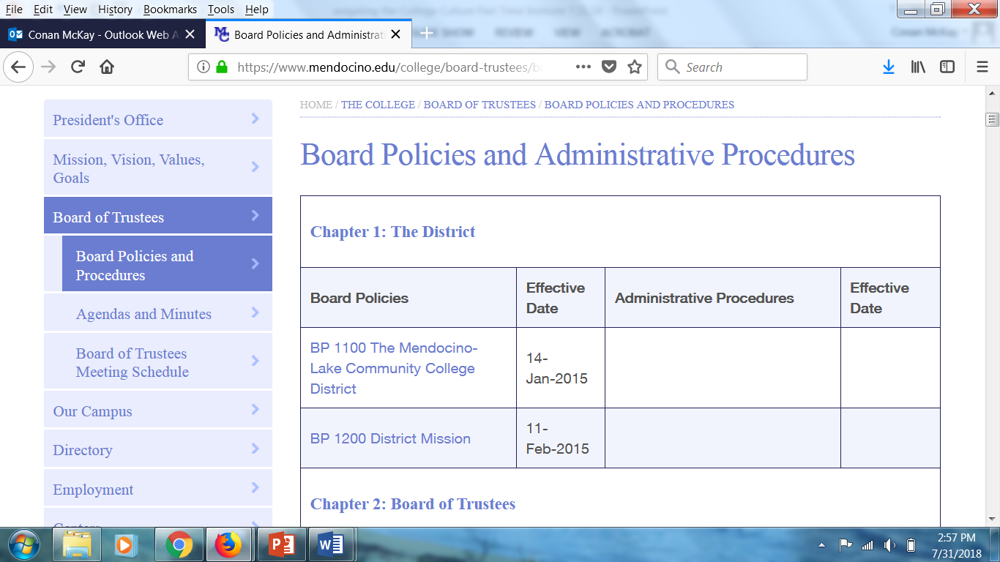 File Edit View History Bookmarks Tools Help
Conan McKay - Outlook Web A
Board Policies and Administrati
https://www.mendocino.edu/college/board-trustees/b
Search
President's Office
Mission, Vision, Values,
Goals
Board of Trustees
Board Policies and
Procedures
Agendas and Minutes
Board of Trustees
Meeting Schedule
Our Campus
Directory
Employment
HOME / THE COLLEGE / BOARD OF TRUSTEES / BOARD POLICIES AND PROCEDURES
Board Policies and Administrative Procedures
Chapter 1: The District
Board Policies
Effective
Date
Administrative Procedures
Effective
Date
BP 1100 The Mendocino-
Lake Community College
District
14-
Jan-2015
BP 1200 District Mission
11-
Feb-2015
Chapter 2: Board of Trustees
2:57 PM
7/31/2018